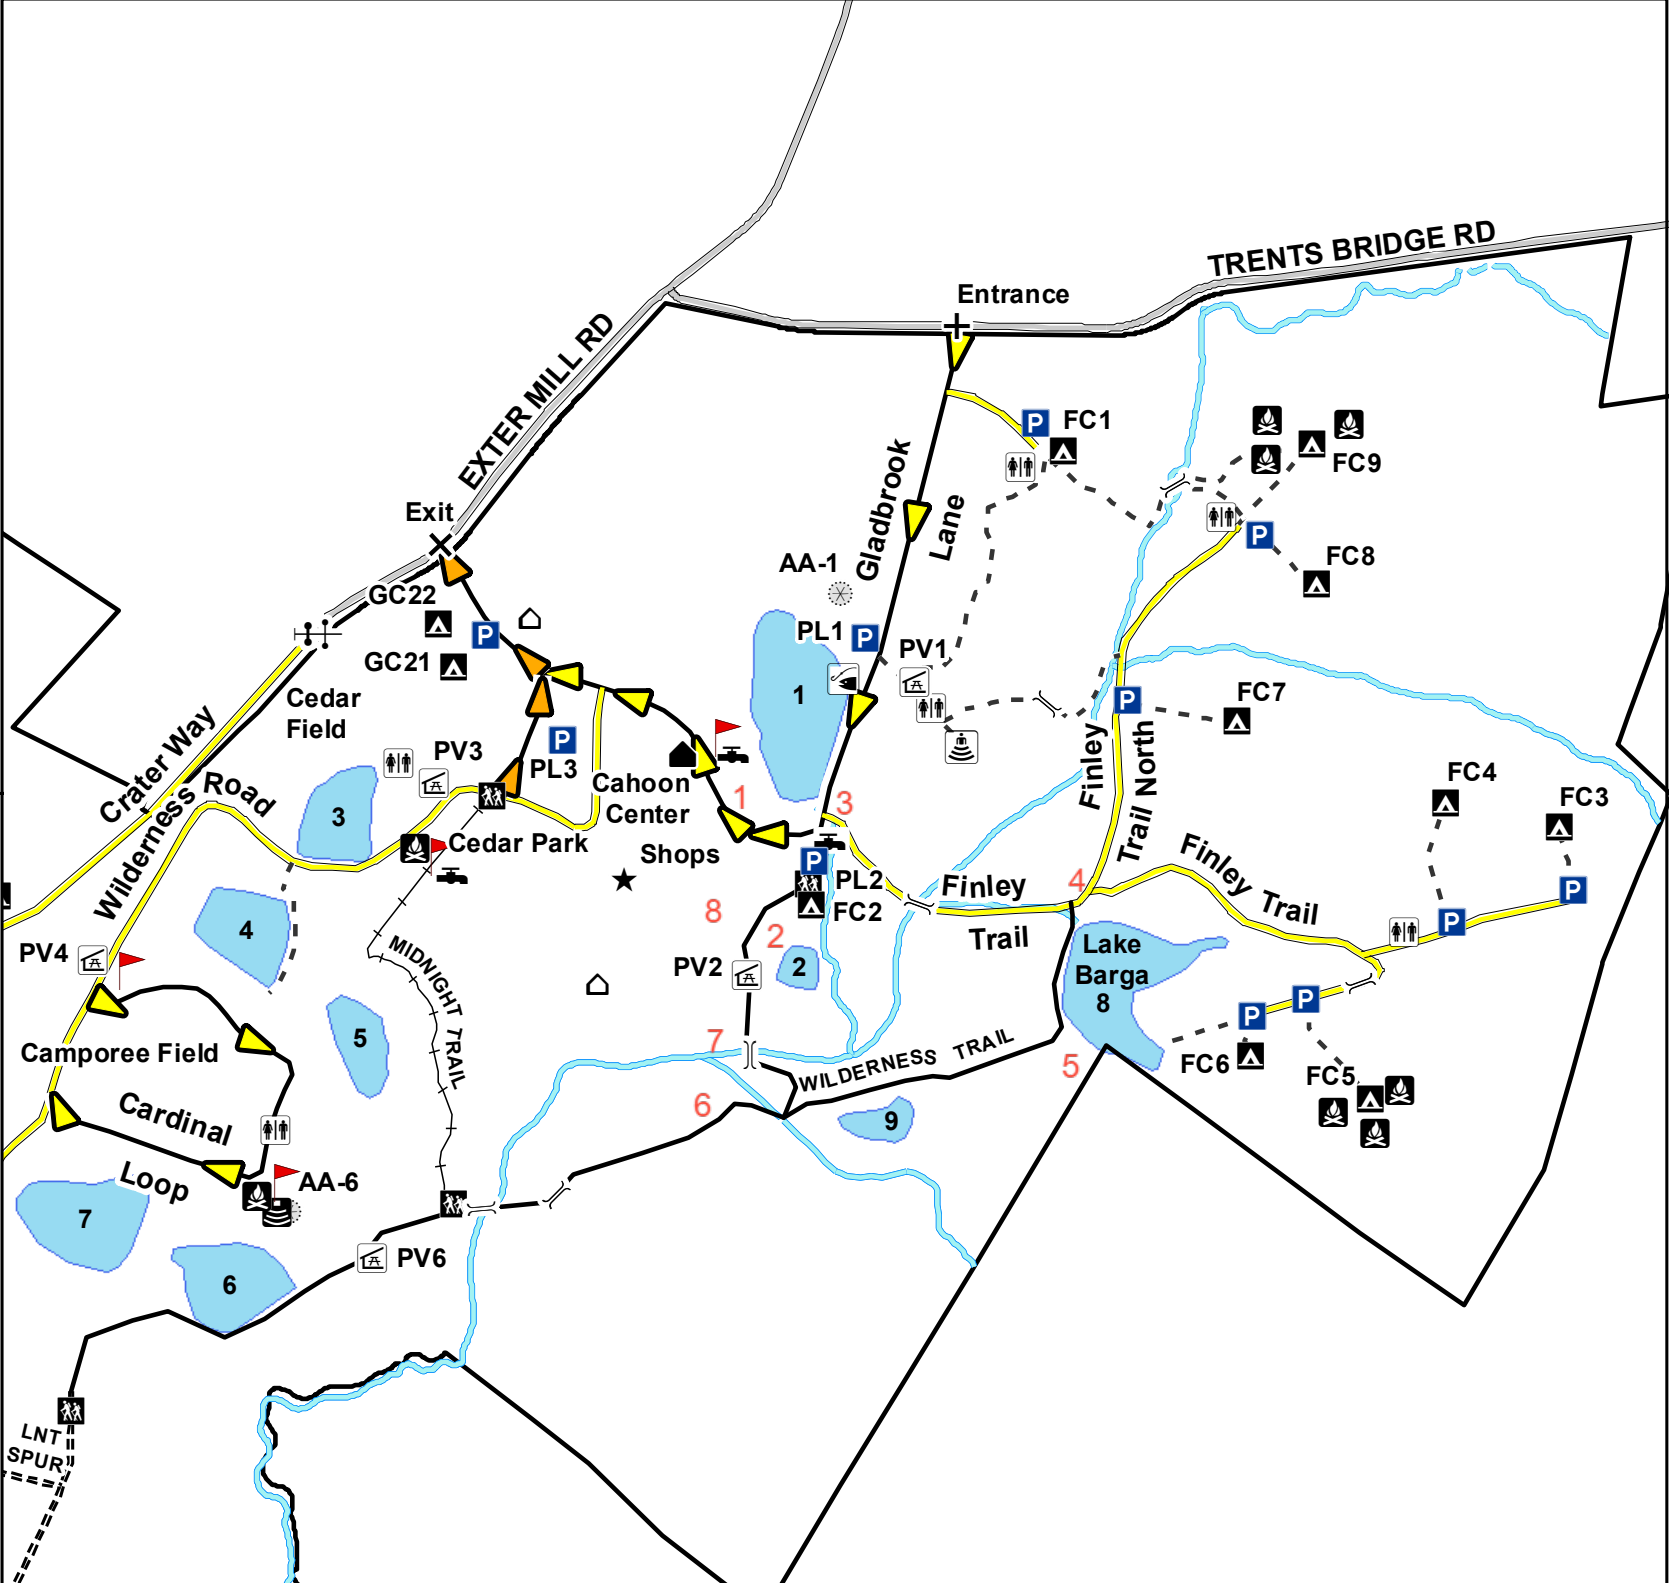 TRENTS BRIDGE RD
Entrance
EXTER MILL RD
P
FC1
FC9
Gladbrook
Lane
Exit
P
FC8
AA-1
GC22
P
PL1
P
PV1
GC21
1
P
FC7
Cedar
Field
Crater Way
PV3
P
PL3
Finley
Trail North
Wilderness Road
Cahoon
Center
1
3
FC4
FC3
3
Cedar Park
Shops
P
PL2
FC2
Finley
Trail
4
Finley Trail
P
P
4
8
2
PV4
MIDNIGHT TRAIL
PV2
2
Lake
Barga
8
P
P
5
Camporee Field
7
WILDERNESS TRAIL
5
FC6
FC5
Cardinal
Loop
6
9
AA-6
7
PV6
6
LNT
SPUR